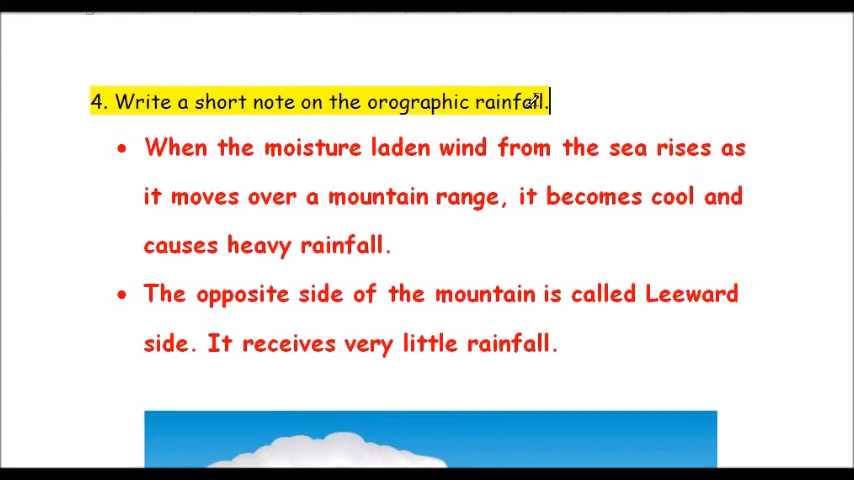 4. Write a short note on the orographic rainfall.
• When the moisture laden wind from the sea rises as
it moves over a mountain range, it becomes cool and
causes heavy rainfall.
• The opposite side of the mountain is called Leeward
side. It receives very little rainfall.